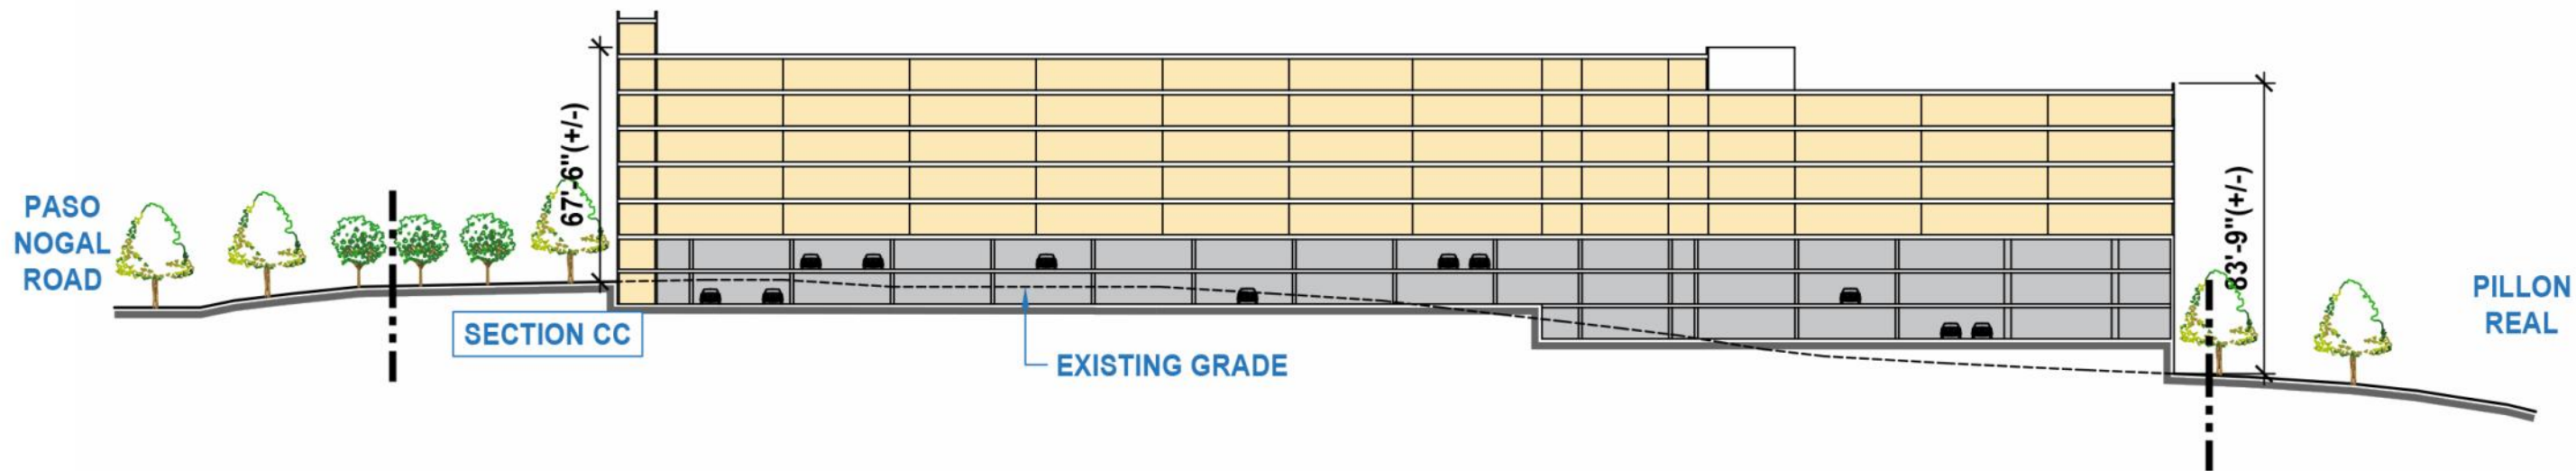 PASO
NOGAL
ROAD
67'-6"(+/-)
SECTION CC
EXISTING GRADE
83'-9"(+/-)
PILLON
REAL